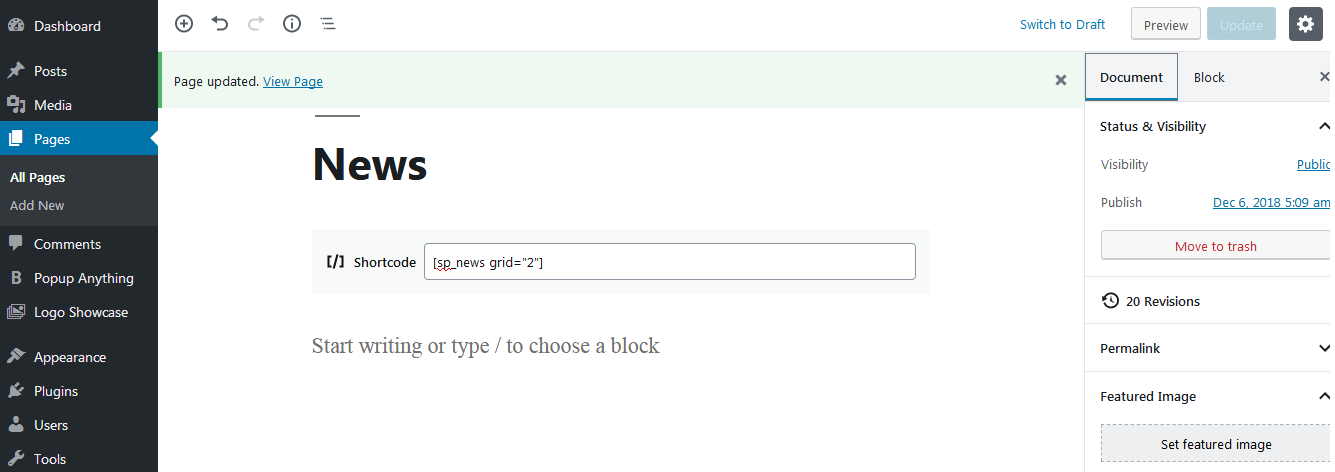 Dashboard
Posts
Media
Pages
All Pages
Add New
Comments
Popup Anything
Logo Showcase
Appearance
Plugins
Users
Tools
Switch to Draft
Preview
Update
Page updated. View Page
News
[/] Shortcode
[sp_news grid="2"]
Start writing or type / to choose a block
Document
Block
Status & Visibility
Visibility
Public
Publish
Dec 6, 2018 5:09 am
Move to trash
20 Revisions
Permalink
Featured Image
Set featured image